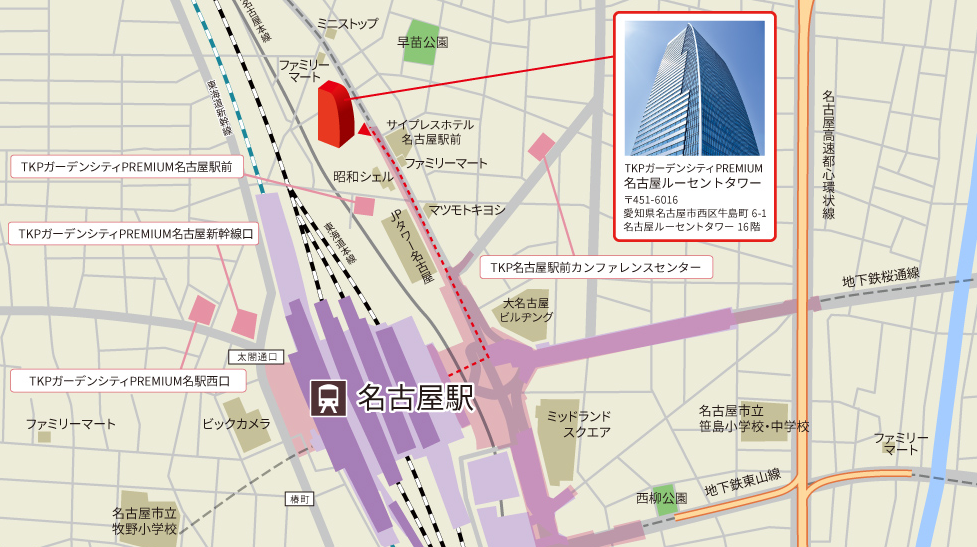 名古屋本線
ミニストップ
早苗公園
ファミリー
マート
東海道新幹線
サイプレスホテル
名古屋駅前
ファミリーマート
昭和シェル
マツモトキヨシ
JPタワー名古屋
東海道本線
TKPガーデンシティPREMIUM名古屋駅前
TKPガーデンシティPREMIUM名古屋新幹線口
TKP名古屋駅前カンファレンスセンター
TKPガーデンシティPREMIUM
名古屋ルーセントタワー
〒451-6016
愛知県名古屋市西区牛島町 6-1
名古屋ルーセントタワー 16階
名古屋高速都心環状線
地下鉄桜通線
大名古屋
ビルヂング
太閤通口
TKPガーデンシティPREMIUM名駅西口
名古屋駅
ファミリーマート
ビックカメラ
ミッドランド
スクエア
名古屋市立
笹島小学校・中学校
ファミリー
マート
地下鉄東山線
西柳公園
椿町
名古屋市立
牧野小学校